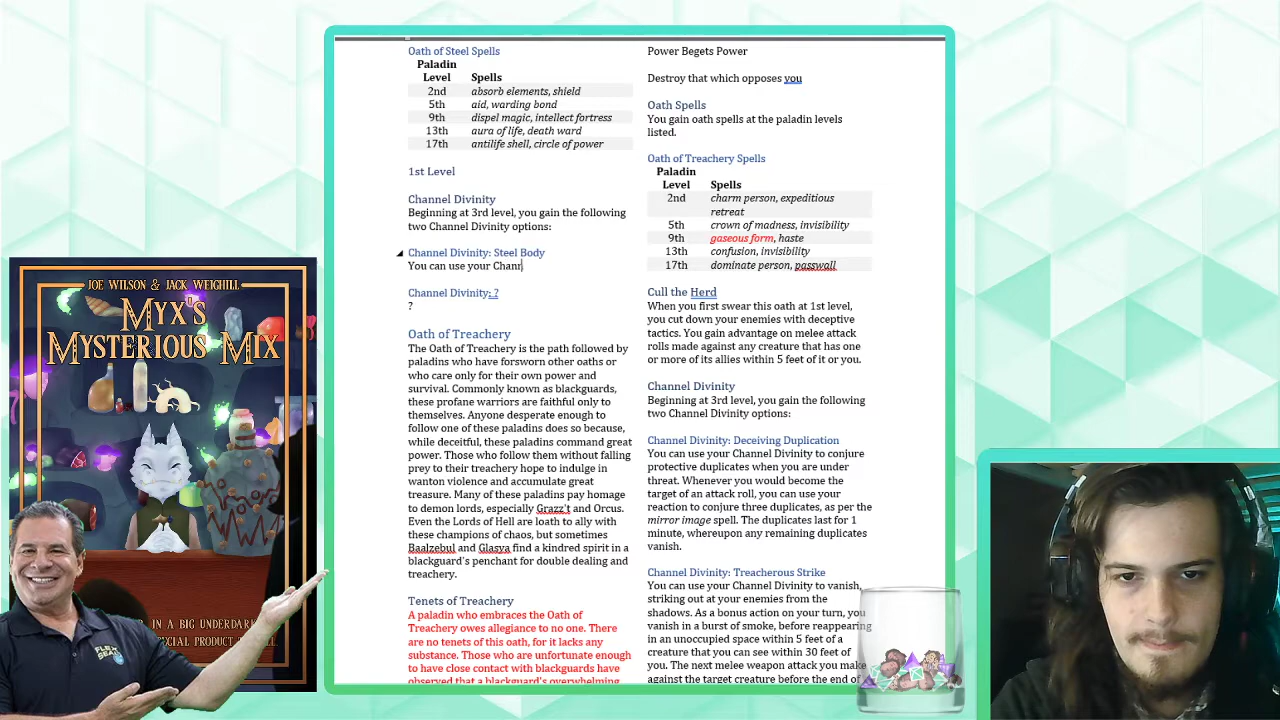 JOE WILSON & JACK WEIGHILL
MYX'S
MYSTERIOUS MIX
IN A BIG UNDERDARK
Oath of Steel Spells
Paladin
Level Spells
2nd absorb elements, shield
5th aid, warding bond
9th dispel magic, intellect fortress
13th aura of life, death ward
17th antilife shell, circle of power
1st Level
Channel Divinity
Beginning at 3rd level, you gain the following
two Channel Divinity options:
Channel Divinity: Steel Body
You can use your Chann
Channel Divinity: ?
?
Oath of Treachery
The Oath of Treachery is the path followed by
paladins who have forsworn other oaths or
who care only for their own power and
survival. Commonly known as blackguards,
these profane warriors are faithful only to
themselves. Anyone desperate enough to
follow one of these paladins does so because,
while deceitful, these paladins command great
power. Those who follow them without falling
prey to their treachery hope to indulge in
wanton violence and accumulate great
treasure. Many of these paladins pay homage
to demon lords, especially Grazz't and Orcus.
Even the Lords of Hell are loath to ally with
these champions of chaos, but sometimes
Baalzebul and Glasya find a kindred spirit in a
blackguard's penchant for double dealing and
treachery.
Tenets of Treachery
A paladin who embraces the Oath of
Treachery owes allegiance to no one. There
are no tenets of this oath, for it lacks any
substance. Those who are unfortunate enough
to have close contact with blackguards have
observed that a blackguard's overwhelming
Power Begets Power
Destroy that which opposes you
Oath Spells
You gain oath spells at the paladin levels
listed.
Oath of Treachery Spells
Paladin
Level Spells
2nd charm person, expeditious
retreat
5th crown of madness, invisibility
9th gaseous form, haste
13th confusion, invisibility
17th dominate person, passwall
Cull the Herd
When you first swear this oath at 1st level,
you cut down your enemies with deceptive
tactics. You gain advantage on melee attack
rolls made against any creature that has one
or more of its allies within 5 feet of it or you.
Channel Divinity
Beginning at 3rd level, you gain the following
two Channel Divinity options:
Channel Divinity: Deceiving Duplication
You can use your Channel Divinity to conjure
protective duplicates when you are under
threat. Whenever you would become the
target of an attack roll, you can use your
reaction to conjure three duplicates, as per the
mirror image spell. The duplicates last for 1
minute, whereupon any remaining duplicates
vanish.
Channel Divinity: Treacherous Strike
You can use your Channel Divinity to vanish,
striking out at your enemies from the
shadows. As a bonus action on your turn, you
vanish in a burst of smoke, before reappearing
in an unoccupied space within 5 feet of a
creature that you can see within 30 feet of
you. The next melee weapon attack you make
against the target creature before the end of